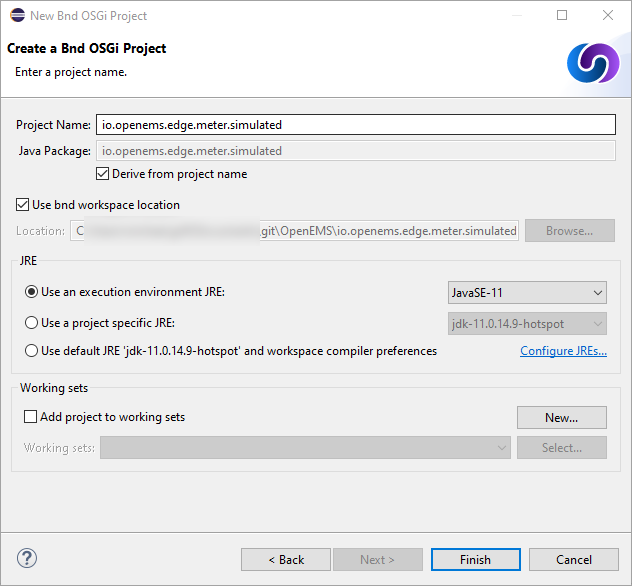 New Bnd OSGi Project
Create a Bnd OSGi Project
Enter a project name.
Project Name: io.openems.edge.meter.simulated
Java Package: io.openems.edge.meter.simulated
Derive from project name
Use bnd workspace location
Location: C git\OpenEMS\io.openems.edge.meter.simulated Browse...
JRE
Use an execution environment JRE: JavaSE-11
Use a project specific JRE: jdk-11.0.14.9-hotspot
Use default JRE 'jdk-11.0.14.9-hotspot' and workspace compiler preferences Configure JREs...
Working sets
Add project to working sets New...
Working sets: Select...
? < Back Next > Finish Cancel